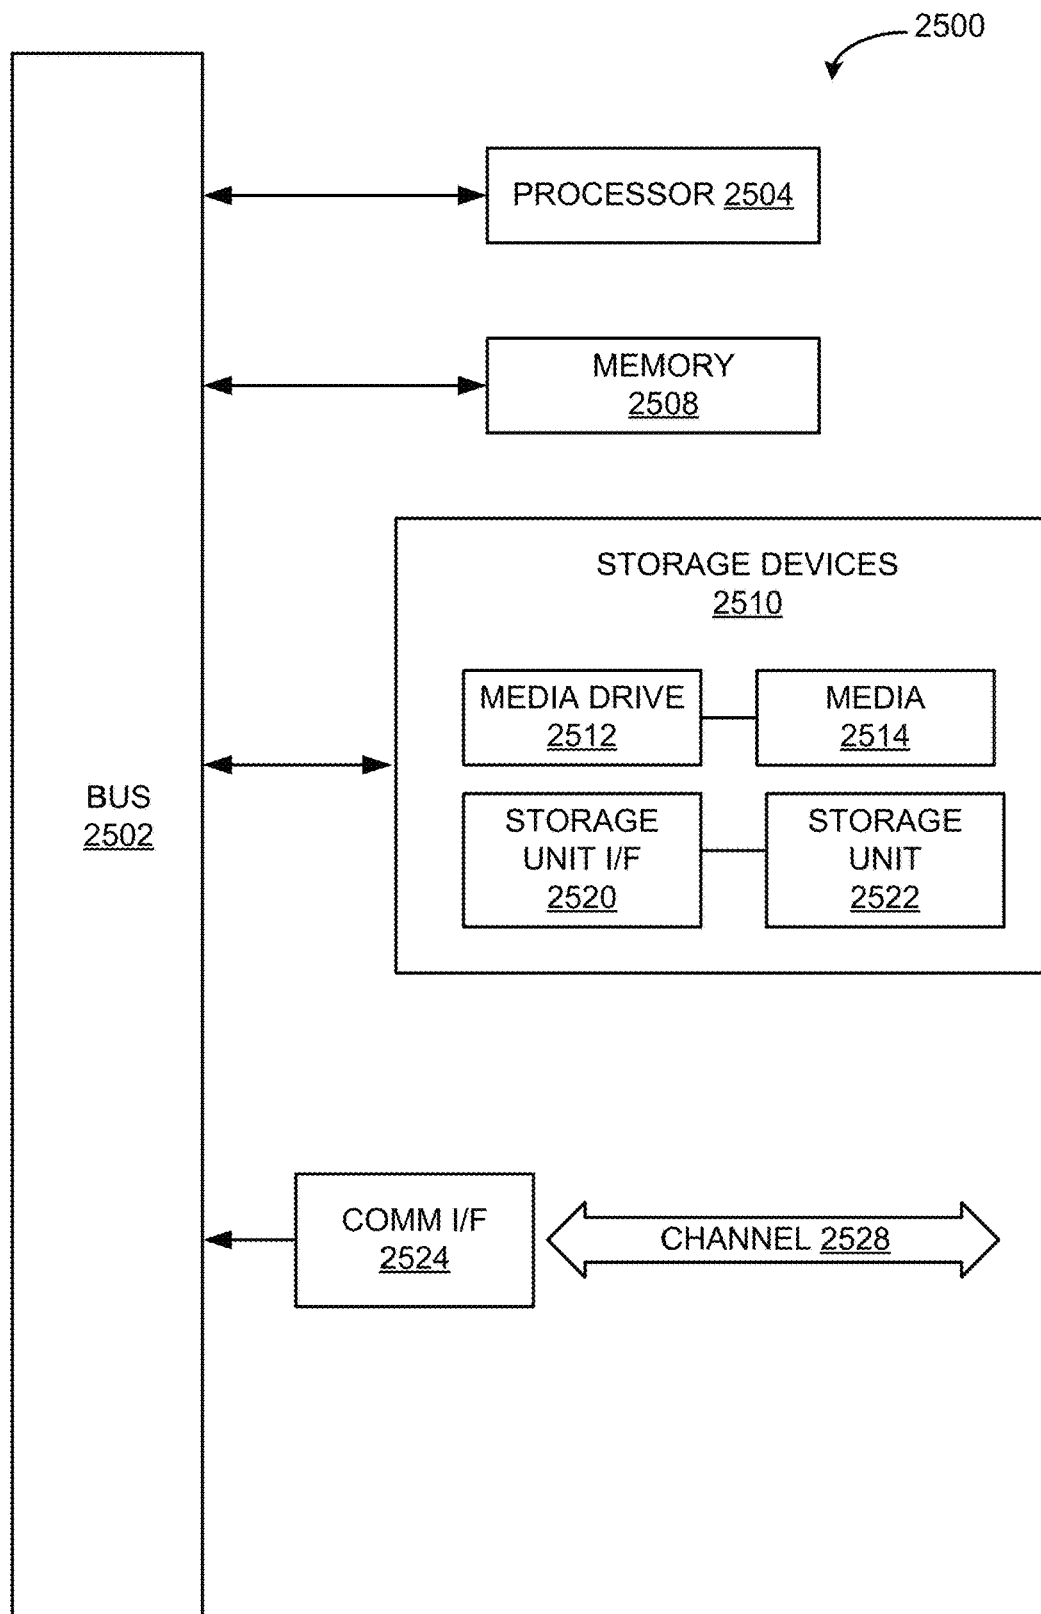 2500
PROCESSOR 2504
MEMORY
2508
STORAGE DEVICES
2510
MEDIA DRIVE
2512
MEDIA
2514
BUS
2502
STORAGE
UNIT I/F
2520
STORAGE
UNIT
2522
COMM I/F
2524
CHANNEL 2528